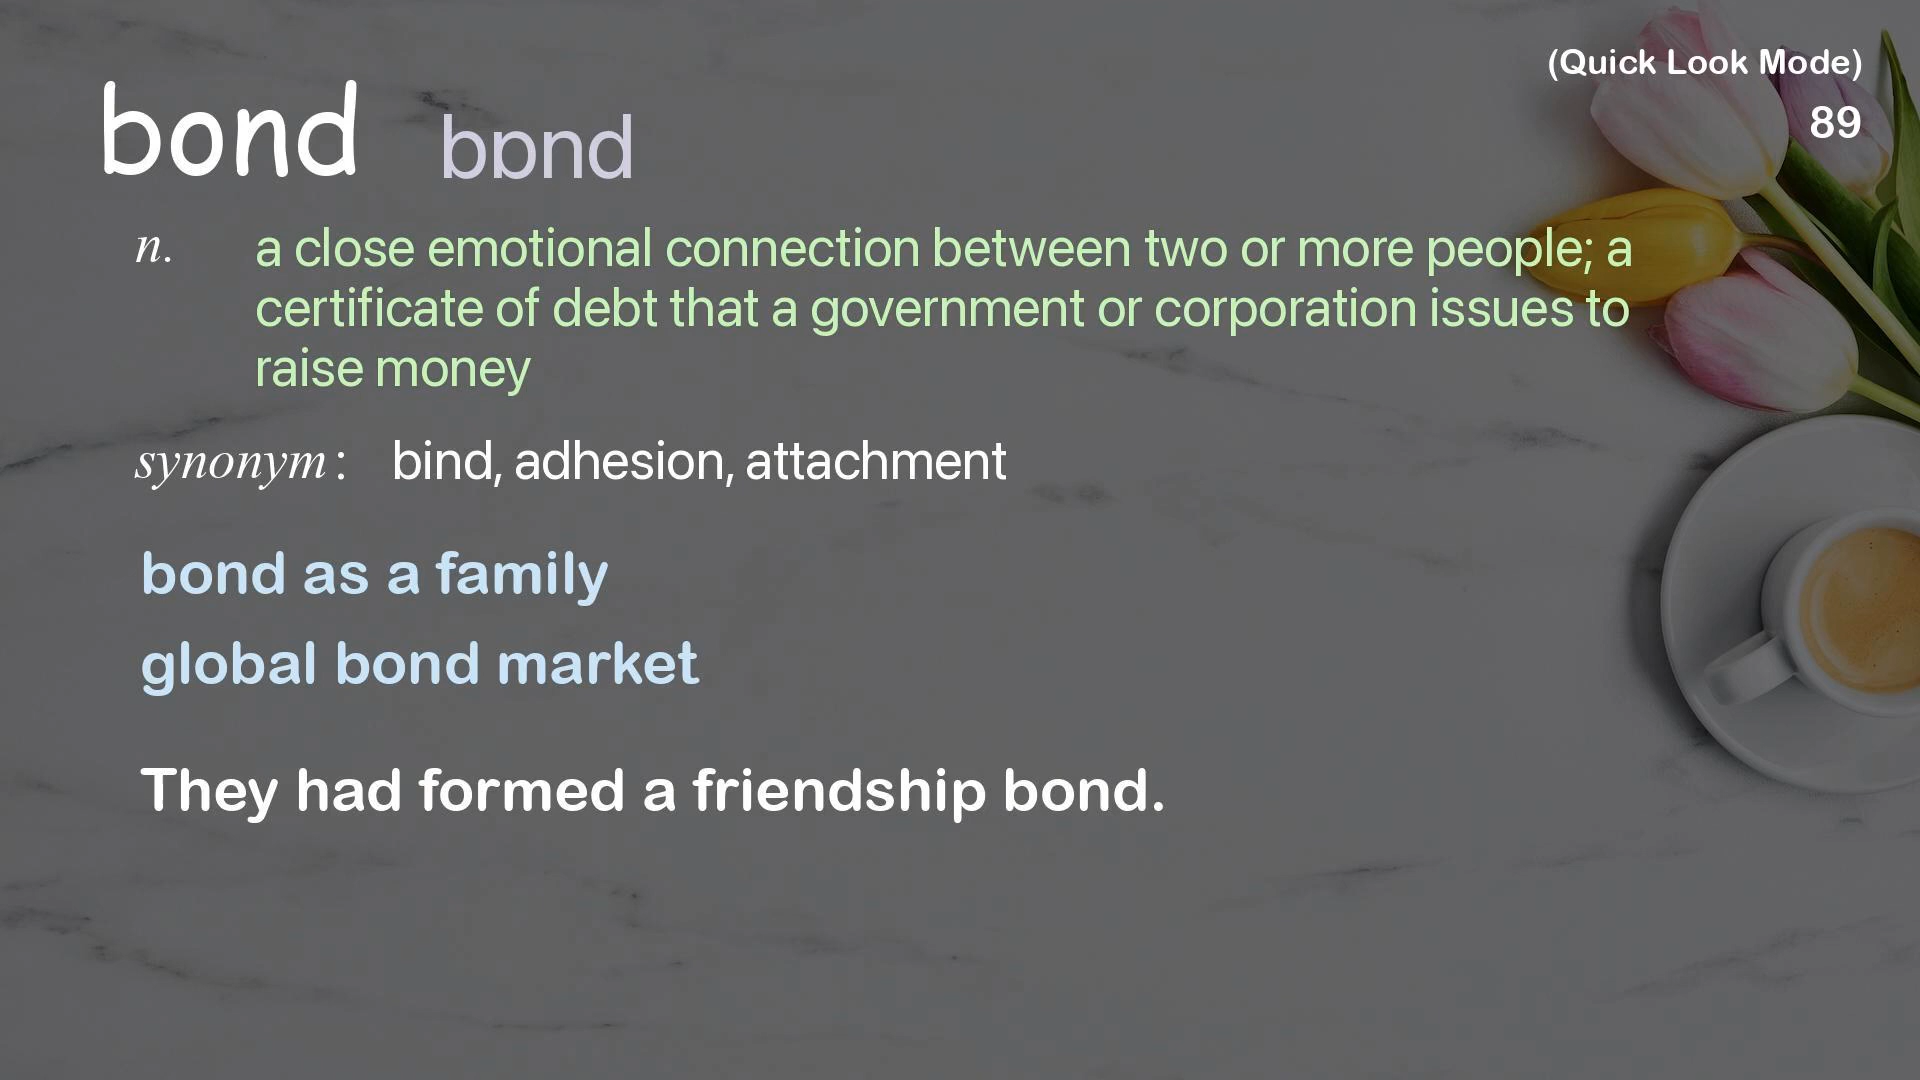 (Quick Look Mode)
89
bond bɒnd
n. a close emotional connection between two or more people; a
certificate of debt that a government or corporation issues to
raise money
synonym: bind, adhesion, attachment
bond as a family
global bond market
They had formed a friendship bond.